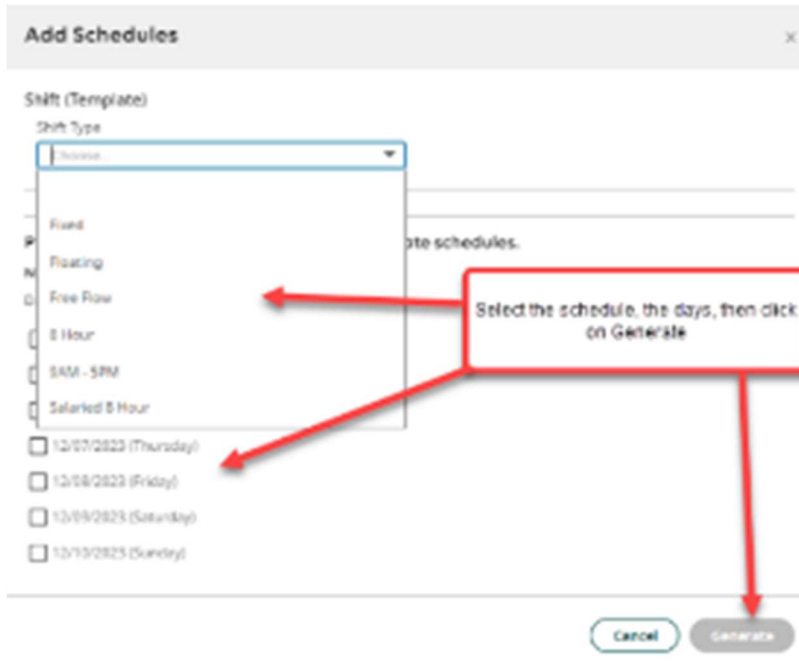 Add Schedules
×
Shift (Template)
Shift Type
Choose...
Fixed
Floating
Free Flow
8 Hour
9AM - 5PM
Salaried 8 Hour
schedules.
Select the schedule, the days, then click
on Generate
12/07/2023 (Thursday)
12/08/2023 (Friday)
12/09/2023 (Saturday)
12/10/2023 (Sunday)
Cancel
Generate